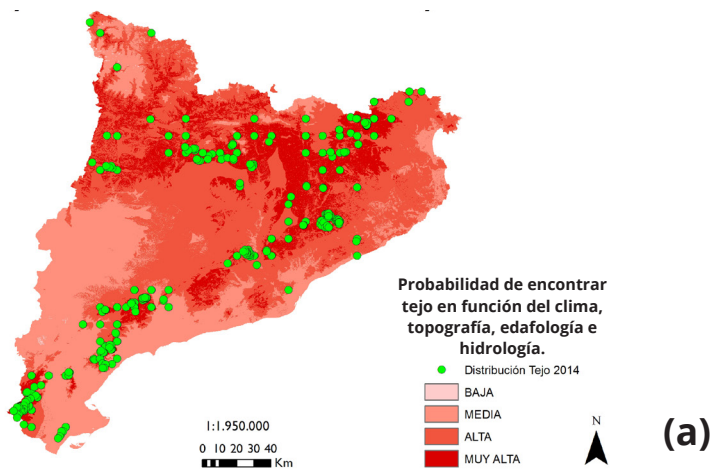 Probabilidad de encontrar
tejo en función del clima,
topografía, edafología e
hidrología.
Distribución Tejo 2014
BAJA
MEDIA
ALTA
MUY ALTA
1:1.950.000
0 10 20 30 40
Km
N
(a)